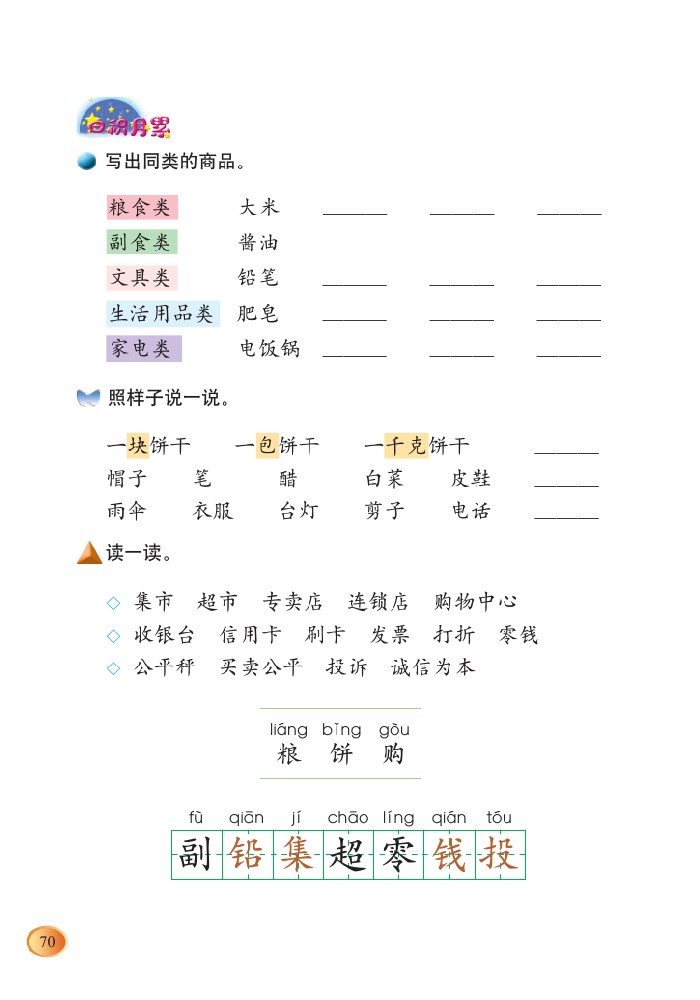 日积月累
写出同类的商品。
粮食类 大米 ______ ______ ______
副食类 酱油
文具类 铅笔 ______ ______ ______
生活用品类 肥皂 ______ ______ ______
家电类 电饭锅 ______ ______ ______
照样子说一说。
一块饼干 一包饼干 一千克饼干 ______
帽子 笔 醋 白菜 皮鞋 ______
雨伞 衣服 台灯 剪子 电话 ______
读一读。
◇ 集市 超市 专卖店 连锁店 购物中心
◇ 收银台 信用卡 刷卡 发票 打折 零钱
◇ 公平秤 买卖公平 投诉 诚信为本
liáng bǐng gòu
粮 饼 购
fù qiān jí chāo líng qián tóu
副 铅 集 超 零 钱 投
70